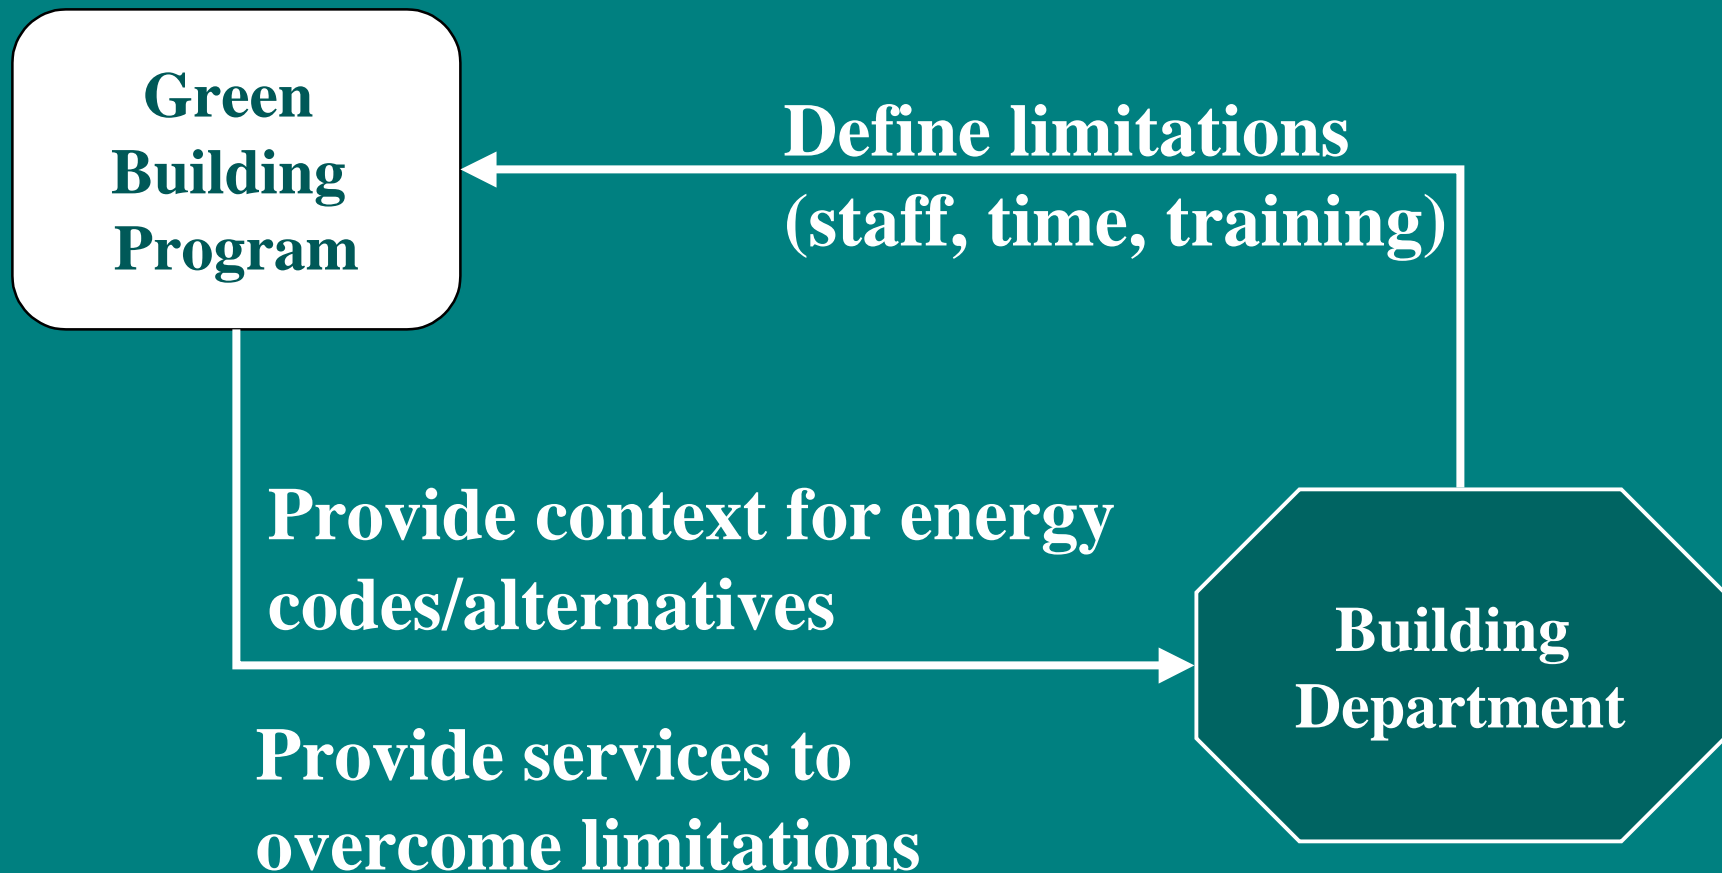 Green
Building
Program
Define limitations
(staff, time, training)
Provide context for energy
codes/alternatives
Building
Department
Provide services to
overcome limitations